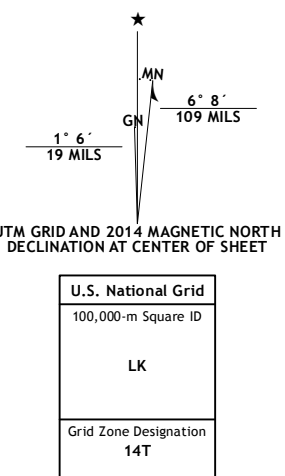 MN
GN
6° 8´
109 MILS
1° 6´
19 MILS
UTM GRID AND 2014 MAGNETIC NORTH
DECLINATION AT CENTER OF SHEET
U.S. National Grid
100,000-m Square ID
LK
Grid Zone Designation
14T